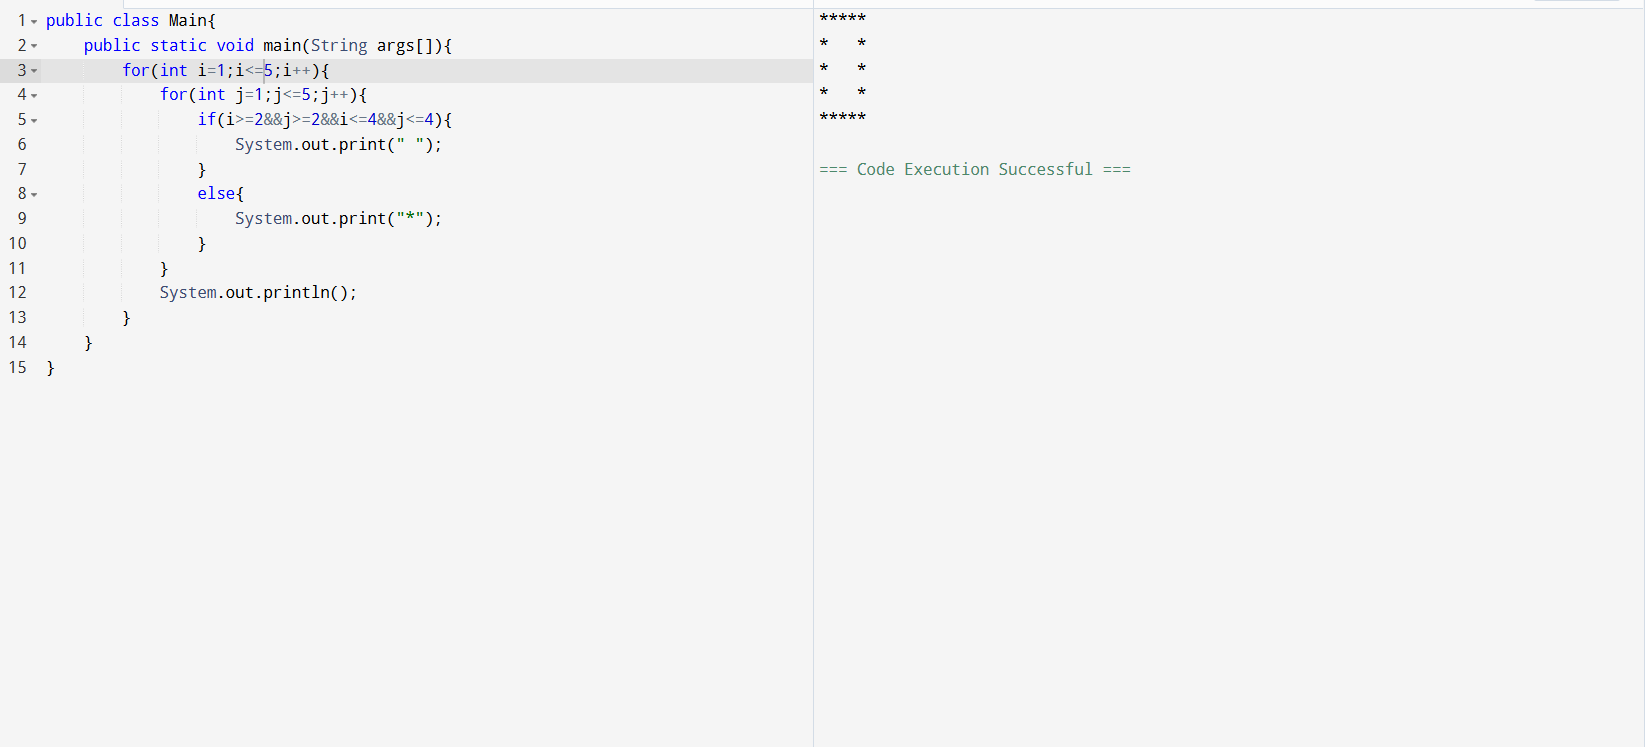 1 public class Main{
2     public static void main(String args[]){
3         for(int i=1;i<=5;i++){
4             for(int j=1;j<=5;j++){
5                 if(i>=2&&j>=2&&i<=4&&j<=4){
6                     System.out.print(" ");
7                 }
8                 else{
9                     System.out.print("*");
10                 }
11             }
12             System.out.println();
13         }
14     }
15 }
*****
*   *
*   *
*   *
*****
=== Code Execution Successful ===